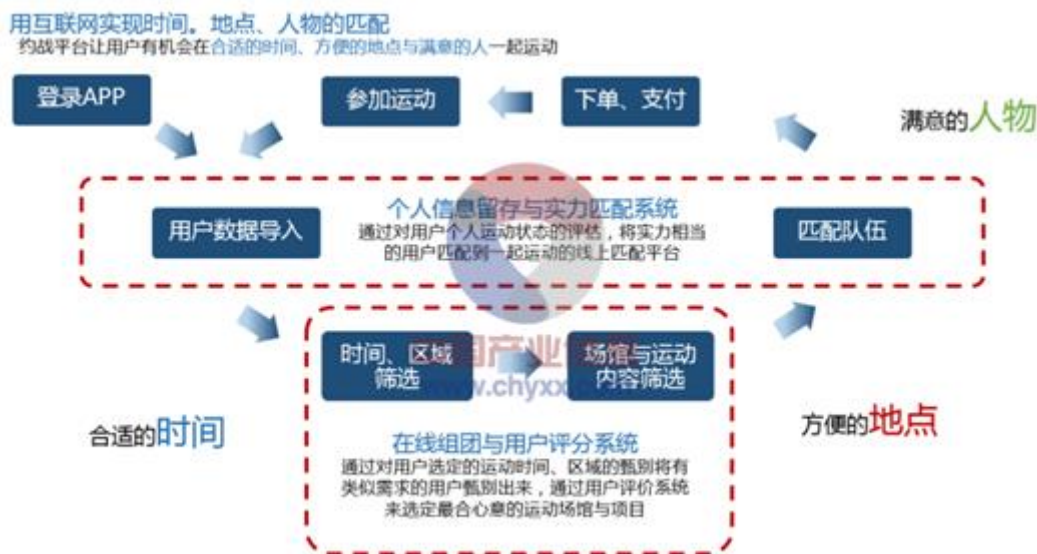 用互联网实现时间。地点、人物的匹配
约战平台让用户有机会在合适的时间、方便的地点与满意的人一起运动
登录APP
参加运动
下单、支付
满意的人物
用户数据导入
个人信息留存与实力匹配系统
通过对用户个人运动状态的评估，将实力相当
的用户匹配到一起运动的线上匹配平台
匹配队伍
时间、区域
筛选
场馆与运动
内容筛选
国产业
www.chyxx
合适的时间
方便的地点
在线组团与用户评分系统
通过对用户选定的运动时间、区域的甄别将有
类似需求的用户甄别出来，通过用户评价系统
来选定最合心意的运动场馆与项目